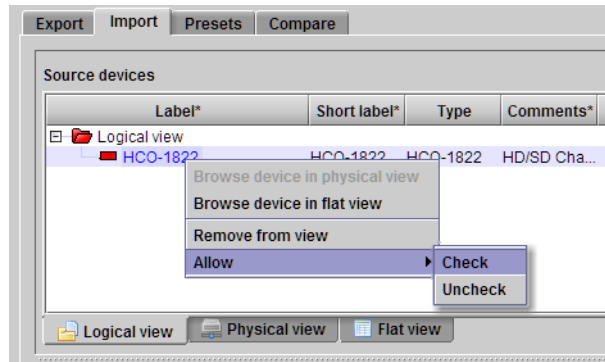 Export Import Presets Compare
Source devices
Label* Short label* Type Comments*
Logical view
HCO-1822 HCO-1822 HCO-1822 HD/SD Cha...
Browse device in physical view
Browse device in flat view
Remove from view
Allow Check
Uncheck
Logical view Physical view Flat view